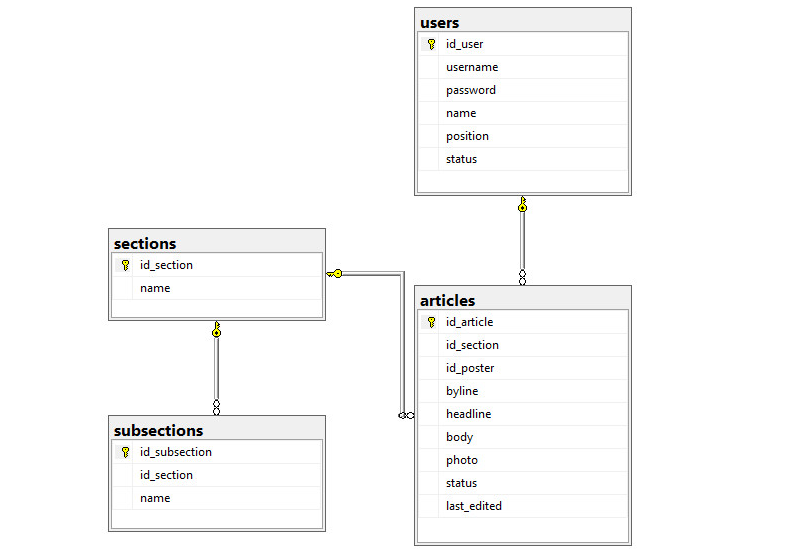 users
id_user
username
password
name
position
status
sections
id_section
name
articles
id_article
id_section
id_poster
byline
headline
body
photo
status
last_edited
subsections
id_subsection
id_section
name